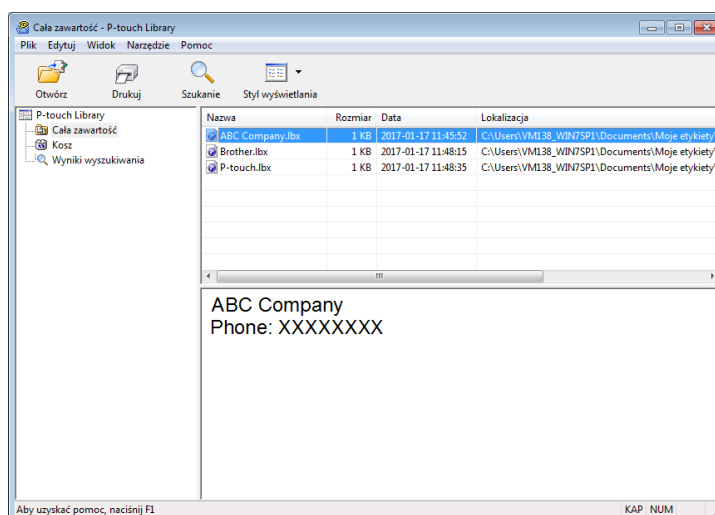 Cała zawartość - P-touch Library
Plik Edytuj Widok Narzędzie Pomoc
Otwórz Drukuj Szukanie Styl wyświetlania
P-touch Library
Cała zawartość
Kosz
Wyniki wyszukiwania
Nazwa Rozmiar Data Lokalizacja
ABC Company.lbx 1 KB 2017-01-17 11:45:52 C:\Users\VM138_WIN7SP1\Documents\Moje etykiety\
Brother.lbx 1 KB 2017-01-17 11:48:15 C:\Users\VM138_WIN7SP1\Documents\Moje etykiety\
P-touch.lbx 1 KB 2017-01-17 11:48:35 C:\Users\VM138_WIN7SP1\Documents\Moje etykiety\
ABC Company
Phone: XXXXXXXX
Aby uzyskać pomoc, naciśnij F1 KAP NUM